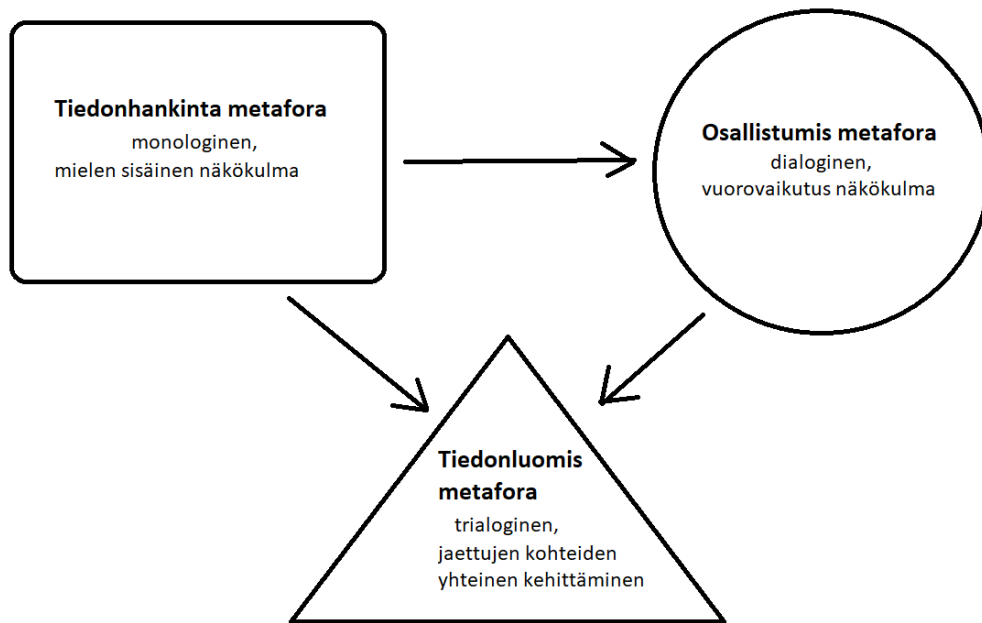 Tiedonhankinta metafora
monologinen,
mielen sisäinen näkökulma
Osallistumis metafora
dialoginen,
vuorovaikutus näkökulma
Tiedonluomis
metafora
trialoginen,
jaettujen kohteiden
yhteinen kehittäminen